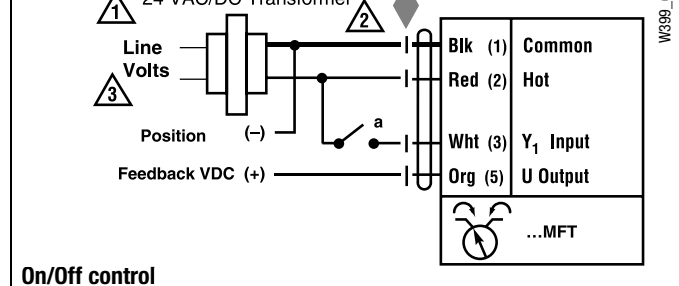 1
24 VAC/DC Transformer
2
Line
Volts
3
Blk (1) Common
Red (2) Hot
a
Position (–)
Wht (3) Y1 Input
Feedback VDC (+)
Org (5) U Output
...MFT
On/Off control
_W399